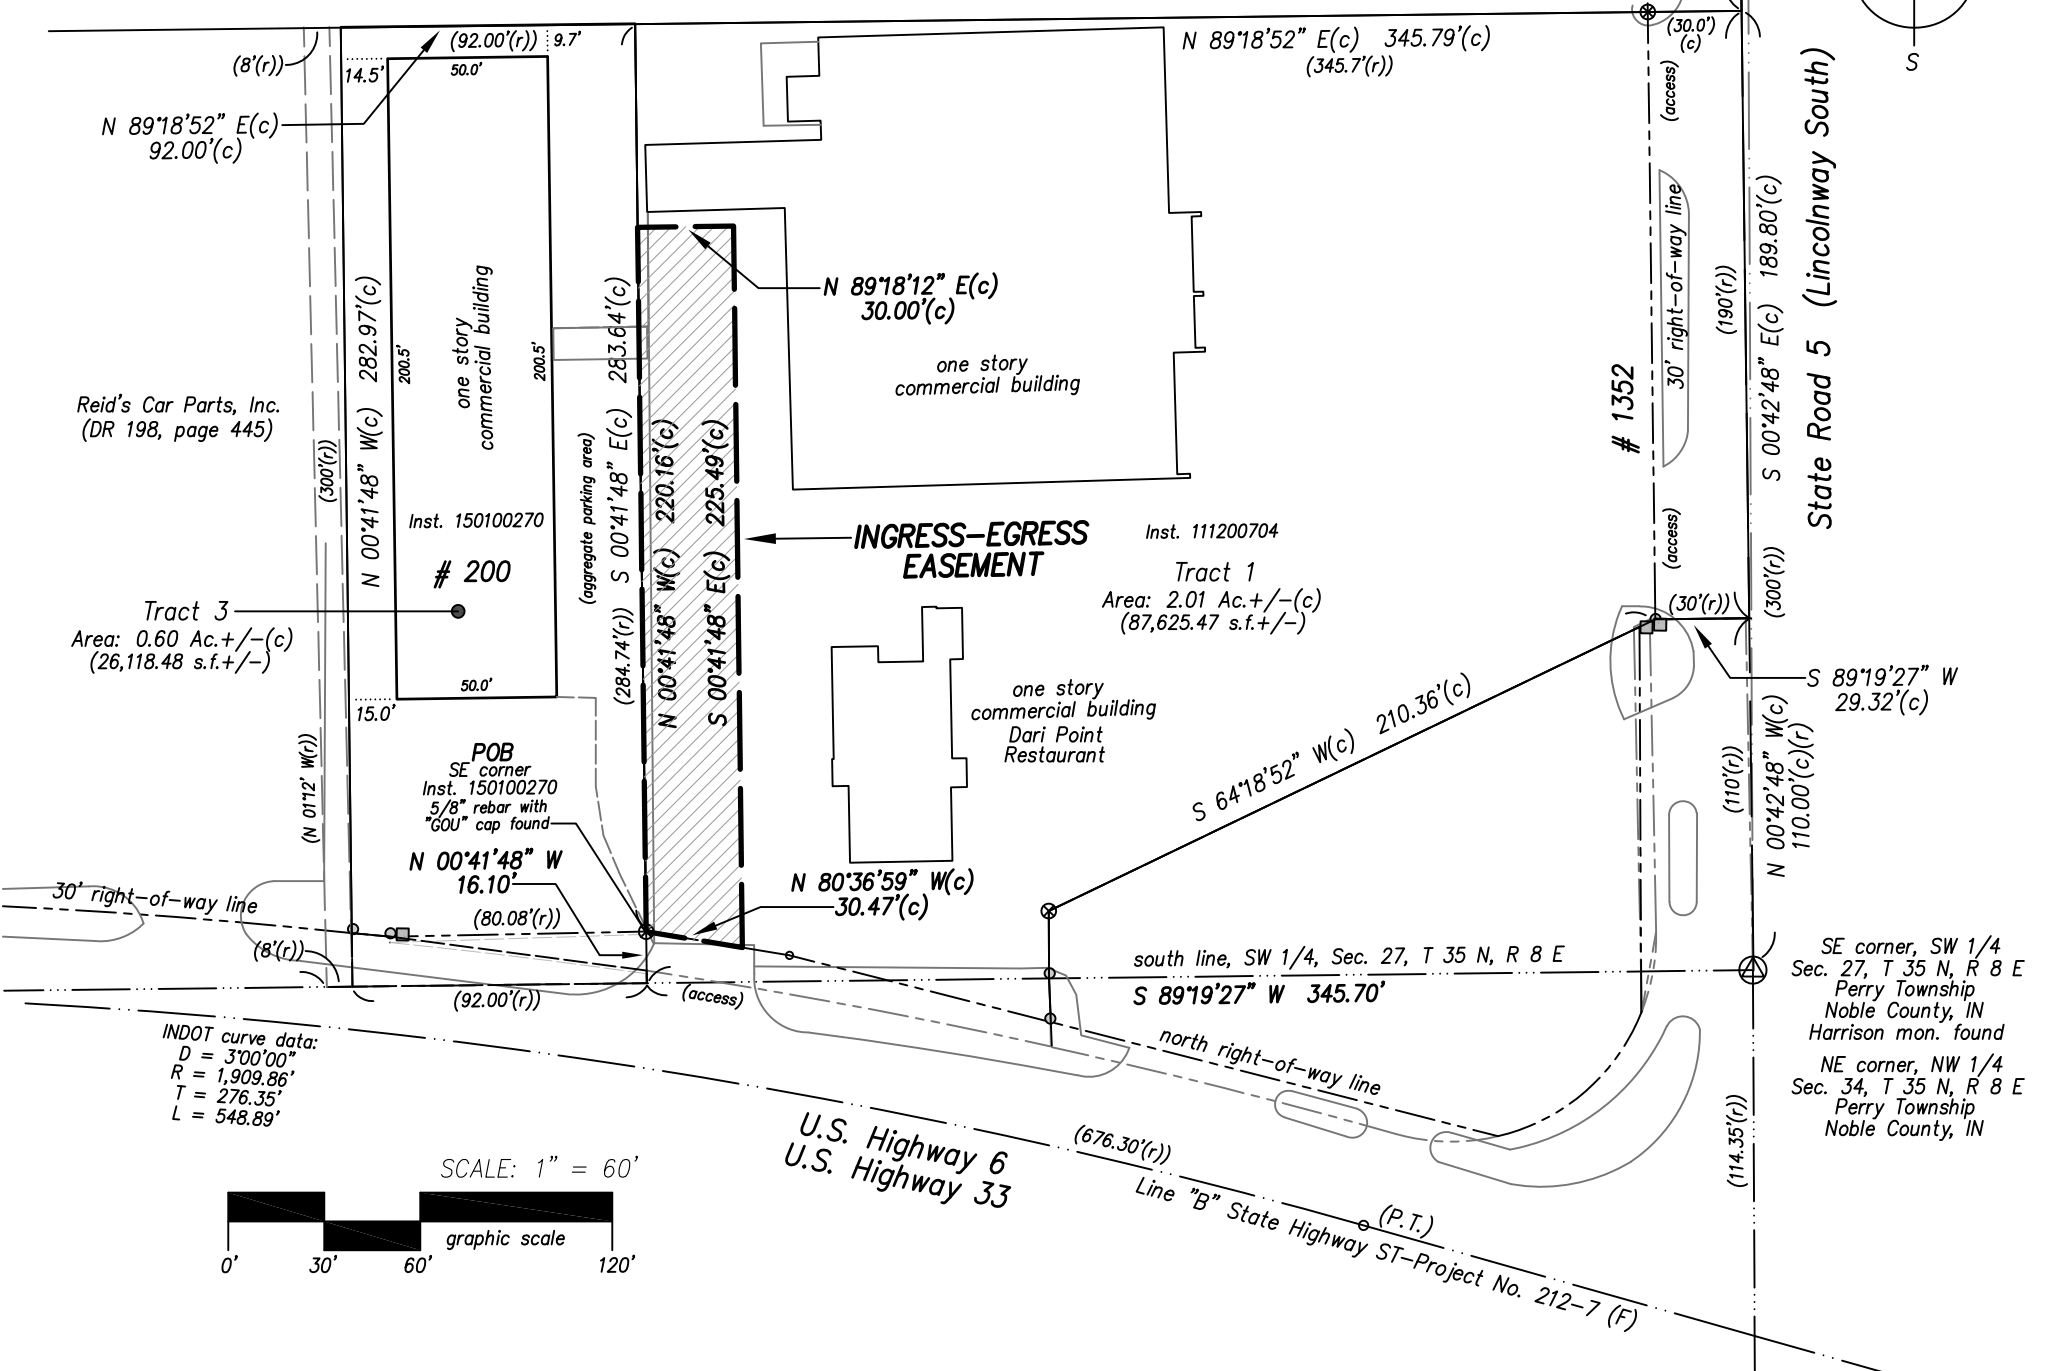 (92.00'(r))
9.7'
(8'(r))
14.5'
50.0'
N 89°18'52" E(c)
92.00'(c)
N 89°18'52" E(c) 345.79'(c)
(345.7'(r))
(30.0')
(c)
S
(access)
30' right-of-way line
State Road 5 (Lincolnway South)
S 00°42'48" E(c) 189.80'(c)
(190'(r))
# 1352
(access)
(300'(r))
N 89°18'12" E(c)
30.00'(c)
one story
commercial building
one story
commercial building
200.5'
200.5'
N 00°41'48" W(c) 282.97'(c)
S 00°41'48" E(c) 283.64'(c)
(aggregate parking area)
(284.74'(r))
N 00°41'48" W(c) 220.16'(c)
S 00°41'48" E(c) 225.49'(c)
Reid's Car Parts, Inc.
(DR 198, page 445)
(300'(r))
Inst. 150100270
# 200
INGRESS-EGRESS
EASEMENT
Inst. 111200704
Tract 1
Area: 2.01 Ac.+/-(c)
(87,625.47 s.f.+/-)
Tract 3
Area: 0.60 Ac.+/-(c)
(26,118.48 s.f.+/-)
50.0'
15.0'
(30'(r))
S 89°19'27" W
29.32'(c)
one story
commercial building
Dari Point
Restaurant
S 64°18'52" W(c) 210.36'(c)
(110'(r))
N 00°42'48" W(c)
110.00'(c)(r)
(N 01°12' W(r))
POB
SE corner
Inst. 150100270
5/8" rebar with
"GOU" cap found
N 00°41'48" W
16.10'
N 80°36'59" W(c)
30.47'(c)
30' right-of-way line
(80.08'(r))
(8'(r))
(92.00'(r))
(access)
south line, SW 1/4, Sec. 27, T 35 N, R 8 E
S 89°19'27" W 345.70'
SE corner, SW 1/4
Sec. 27, T 35 N, R 8 E
Perry Township
Noble County, IN
Harrison mon. found
NE corner, NW 1/4
Sec. 34, T 35 N, R 8 E
Perry Township
Noble County, IN
north right-of-way line
INDOT curve data:
D = 3°00'00"
R = 1,909.86'
T = 276.35'
L = 548.89'
U.S. Highway 6
U.S. Highway 33
(676.30'(r))
(114.35'(r))
Line "B" State Highway ST-Project No. 212-7 (F)
(P.T.)
SCALE: 1" = 60'
graphic scale
0' 30' 60' 120'